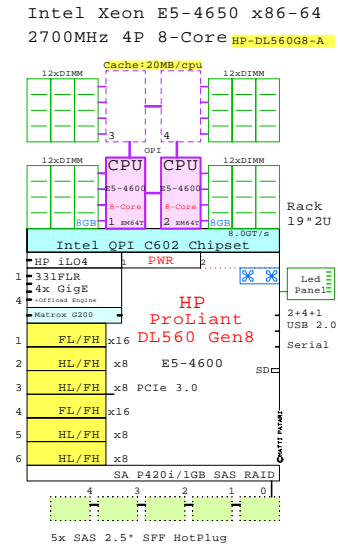 Intel Xeon E5-4650 x86-64
2700MHz 4P 8-Core HP-DL560G8-A
Cache:20MB/cpu
12xDIMM 12xDIMM
3 4
OPI
12xDIMM 12xDIMM
CPU CPU
E5-4600 E5-4600
8-Core 8-Core
8GB 1 EM64T 2 EM64T 8GB
Rack
19"2U
8.0GT/s
Intel QPI C602 Chipset
HP iLO4 1 PWR 2
1 331FLR
4x GigE
4 +Offload Engine
Matrox G200
Led
Panel
HP
ProLiant
DL560 Gen8
2+4+1
USB 2.0
Serial
1 FL/FH x16
2 HL/FH x8 E5-4600
SD
3 HL/FH x8 PCIe 3.0
4 FL/FH x16
5 HL/FH x8
6 HL/FH x8
©MATTI PATARI
SA P420i/1GB SAS RAID
4 3 2 1 0
5x SAS 2.5" SFF HotPlug